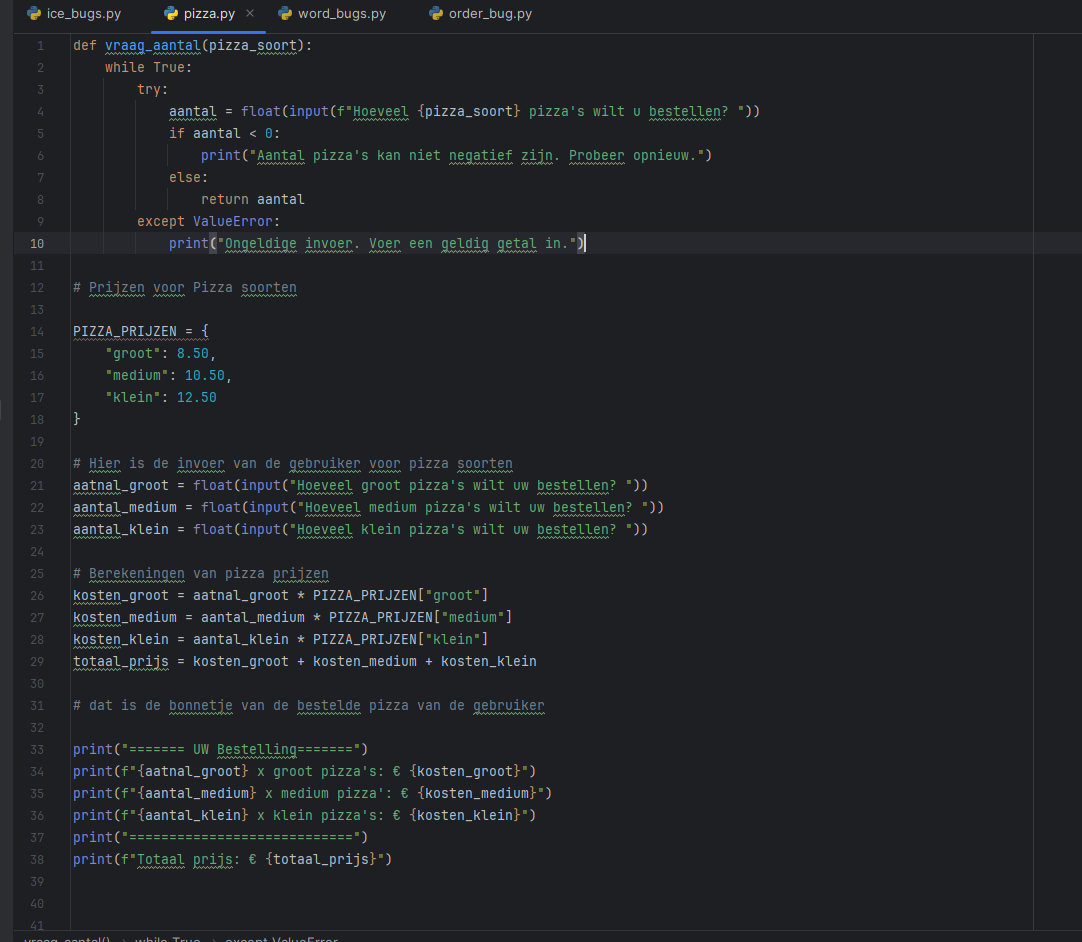 ice_bugs.py pizza.py word_bugs.py order_bug.py
1 def vraag_aantal(pizza_soort):
2 while True:
3 try:
4 aantal = float(input(f"Hoeveel {pizza_soort} pizza's wilt u bestellen? "))
5 if aantal < 0:
6 print("Aantal pizza's kan niet negatief zijn. Probeer opnieuw.")
7 else:
8 return aantal
9 except ValueError:
10 print("Ongeldige invoer. Voer een geldig getal in.")
11
12 # Prijzen voor Pizza soorten
13
14 PIZZA_PRIJZEN = {
15 "groot": 8.50,
16 "medium": 10.50,
17 "klein": 12.50
18 }
19
20 # Hier is de invoer van de gebruiker voor pizza soorten
21 aatnal_groot = float(input("Hoeveel groot pizza's wilt uw bestellen? "))
22 aantal_medium = float(input("Hoeveel medium pizza's wilt uw bestellen? "))
23 aantal_klein = float(input("Hoeveel klein pizza's wilt uw bestellen? "))
24
25 # Berekeningen van pizza prijzen
26 kosten_groot = aatnal_groot * PIZZA_PRIJZEN["groot"]
27 kosten_medium = aantal_medium * PIZZA_PRIJZEN["medium"]
28 kosten_klein = aantal_klein * PIZZA_PRIJZEN["klein"]
29 totaal_prijs = kosten_groot + kosten_medium + kosten_klein
30
31 # dat is de bonnetje van de bestelde pizza van de gebruiker
32
33 print("======= UW Bestelling=======")
34 print(f"{aatnal_groot} x groot pizza's: € {kosten_groot}")
35 print(f"{aantal_medium} x medium pizza': € {kosten_medium}")
36 print(f"{aantal_klein} x klein pizza's: € {kosten_klein}")
37 print("============================")
38 print(f"Totaal prijs: € {totaal_prijs}")
39
40
41
vraag_aantal() > while True > except ValueError